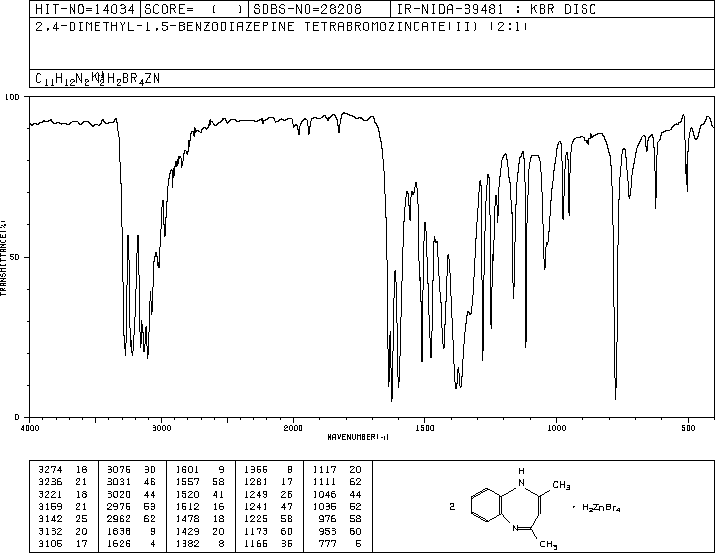 HIT-NO=14034 SCORE= ( ) SDBS-NO=28208 IR-NIDA-39481 : KBR DISC
2,4-DIMETHYL-1,5-BENZODIAZEPINE TETRABROMOZINCATE(II) (2:1)
100
50
0
TRANSMITTANCE(%)
4000 3000 2000 1500 1000 500
WAVENUMBER(-1)
3274 18 3076 30 1601 9 1366 8 1117 20
3236 21 3031 46 1557 58 1281 17 1111 62
3221 18 3020 44 1520 41 1249 26 1046 44
3159 21 2976 59 1512 16 1241 47 1036 52
3142 25 2962 62 1478 18 1225 58 976 58
3132 20 1638 9 1429 20 1173 60 953 60
3105 17 1626 4 1382 8 1166 36 777 5
H
N
CH3
2
N
CH3
• H2ZnBr4